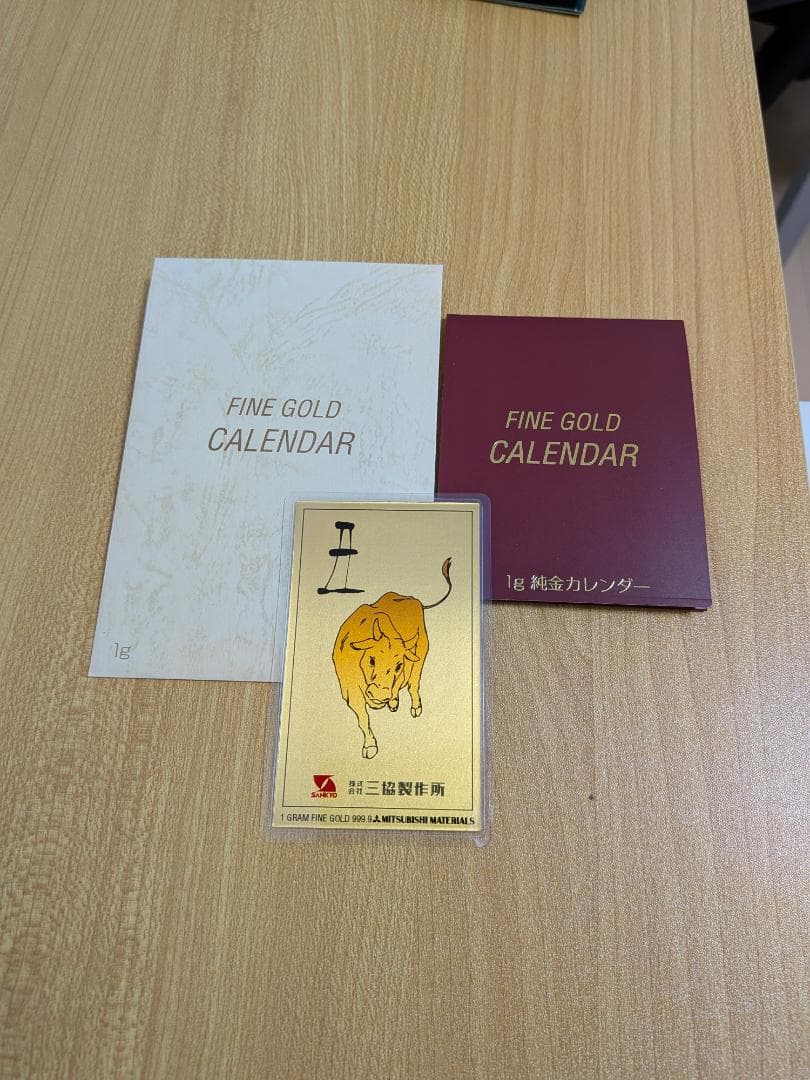 FINE GOLD
CALENDAR
1g
FINE GOLD
CALENDAR
1g 純金カレンダー
丑
SANKYO
株式会社 三協製作所
1 GRAM FINE GOLD 999.9 MITSUBISHI MATERIALS